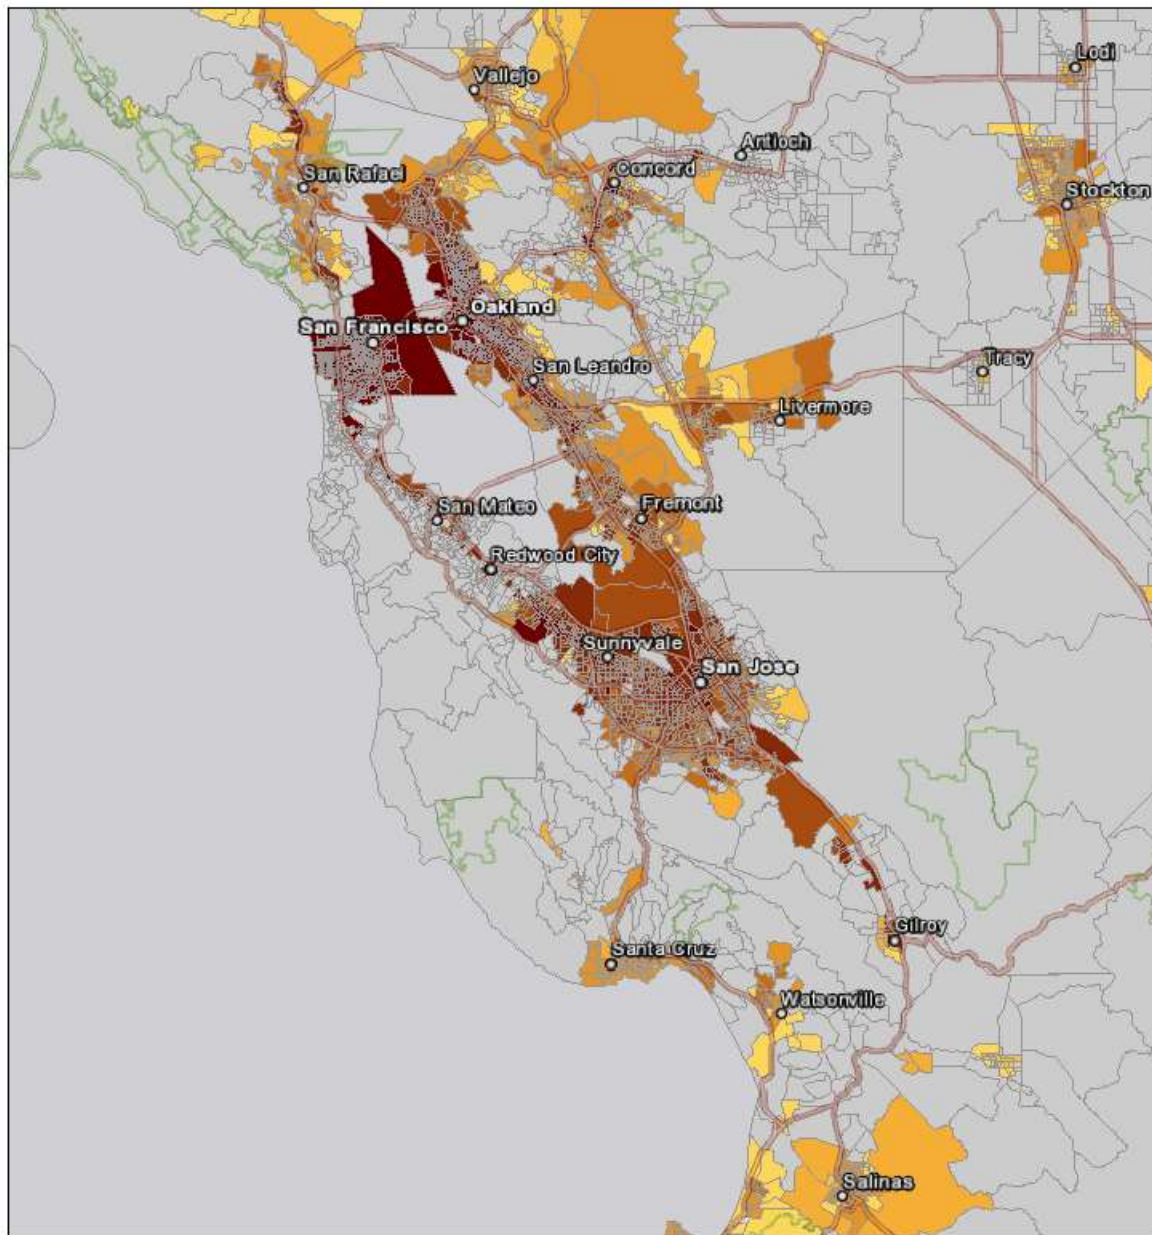 Lodi
Vallejo
Antioch
Concord
San Rafael
Stockton
Oakland
San Francisco
Tracy
San Leandro
Livermore
San Mateo
Fremont
Redwood City
Sunnyvale
San Jose
Gilroy
Santa Cruz
Watsonville
Salinas